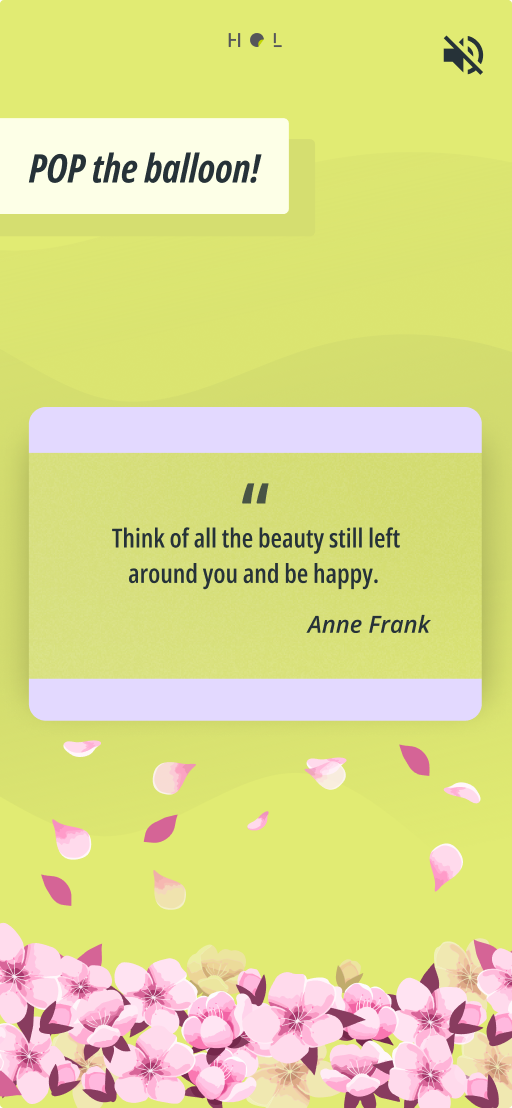 H O L
POP the balloon!
“
Think of all the beauty still left
around you and be happy.
Anne Frank